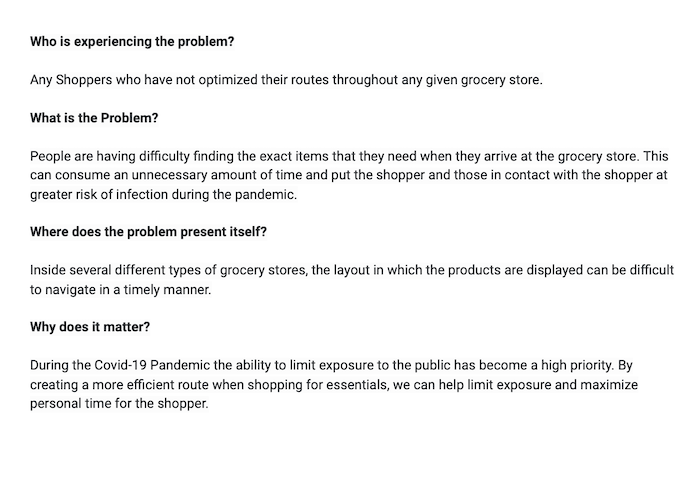 Who is experiencing the problem?
Any Shoppers who have not optimized their routes throughout any given grocery store.
What is the Problem?
People are having difficulty finding the exact items that they need when they arrive at the grocery store. This
can consume an unnecessary amount of time and put the shopper and those in contact with the shopper at
greater risk of infection during the pandemic.
Where does the problem present itself?
Inside several different types of grocery stores, the layout in which the products are displayed can be difficult
to navigate in a timely manner.
Why does it matter?
During the Covid-19 Pandemic the ability to limit exposure to the public has become a high priority. By
creating a more efficient route when shopping for essentials, we can help limit exposure and maximize
personal time for the shopper.